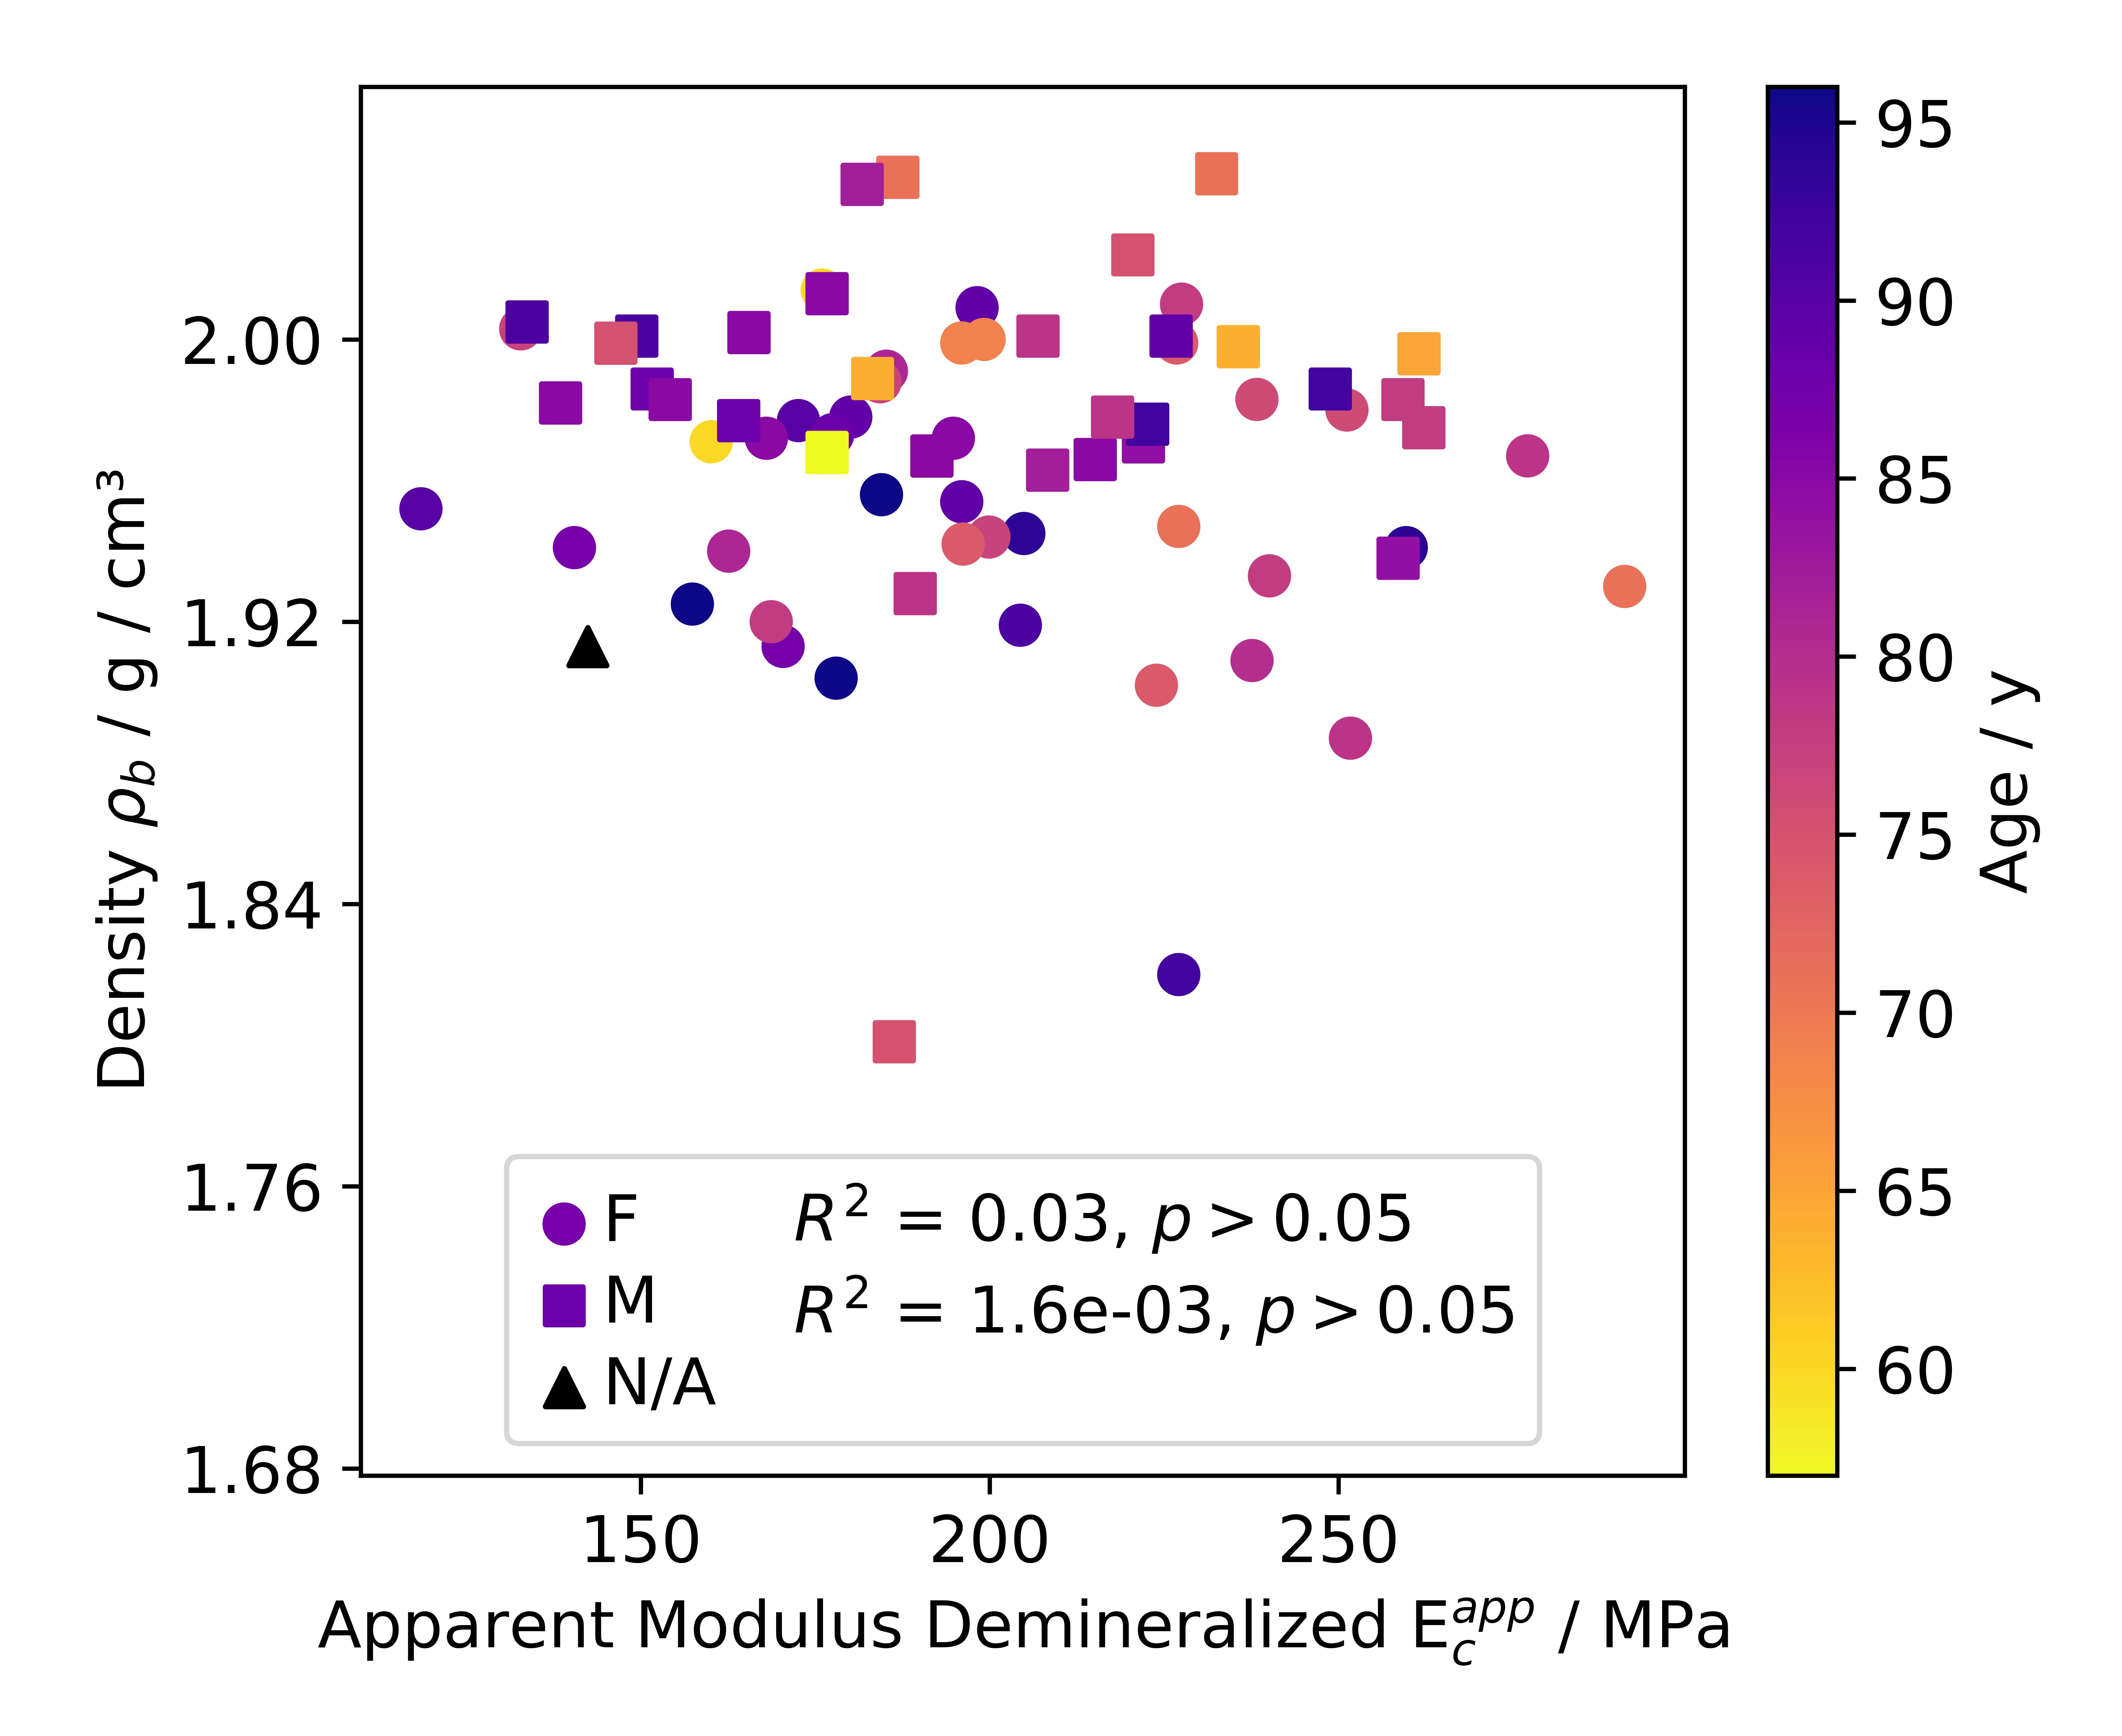 2.00
1.92
1.84
1.76
1.68
Density ρb / g / cm³
F R² = 0.03, p > 0.05
M R² = 1.6e-03, p > 0.05
N/A
150 200 250
Apparent Modulus Demineralized E_c^app / MPa
95
90
85
80
75
70
65
60
Age / y